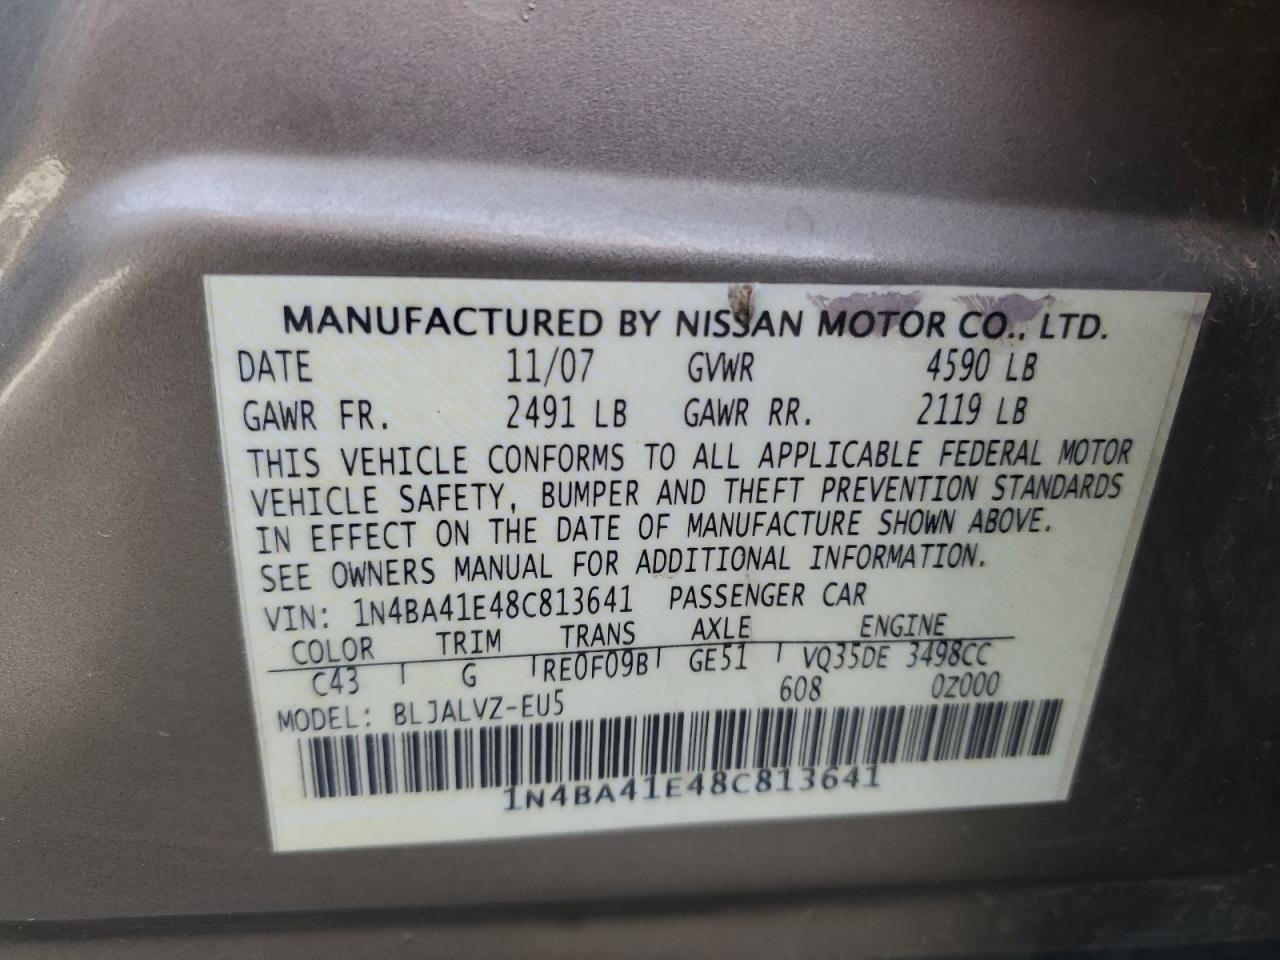 MANUFACTURED BY NISSAN MOTOR CO., LTD.
DATE 11/07 GVWR 4590 LB
GAWR FR. 2491 LB GAWR RR. 2119 LB
THIS VEHICLE CONFORMS TO ALL APPLICABLE FEDERAL MOTOR
VEHICLE SAFETY, BUMPER AND THEFT PREVENTION STANDARDS
IN EFFECT ON THE DATE OF MANUFACTURE SHOWN ABOVE.
SEE OWNERS MANUAL FOR ADDITIONAL INFORMATION.
VIN: 1N4BA41E48C813641 PASSENGER CAR
COLOR TRIM TRANS AXLE ENGINE
C43 G RE0F09B GE51 VQ35DE 3498CC
MODEL: BLJALVZ-EU5 608 0Z000
1N4BA41E48C813641